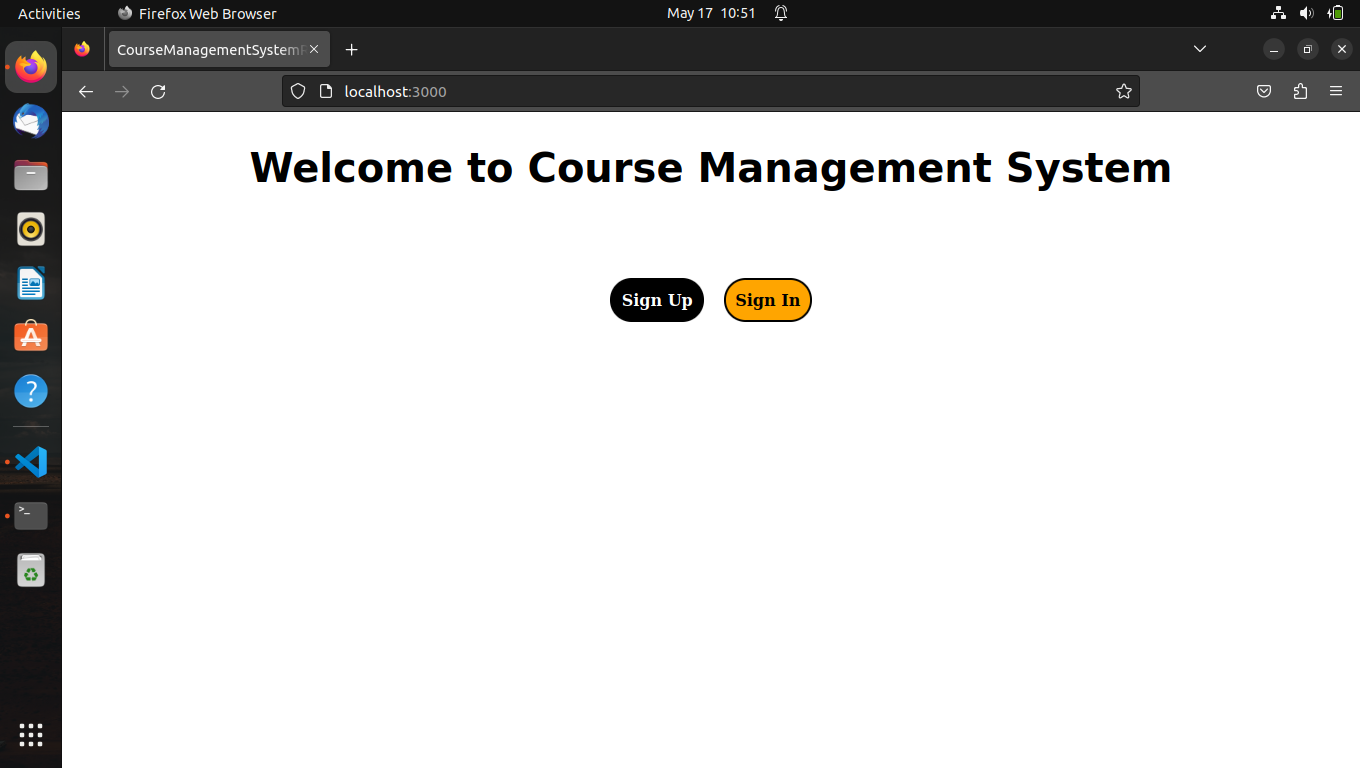 Activities Firefox Web Browser May 17 10:51
CourseManagementSystem
localhost:3000
Welcome to Course Management System
Sign Up Sign In